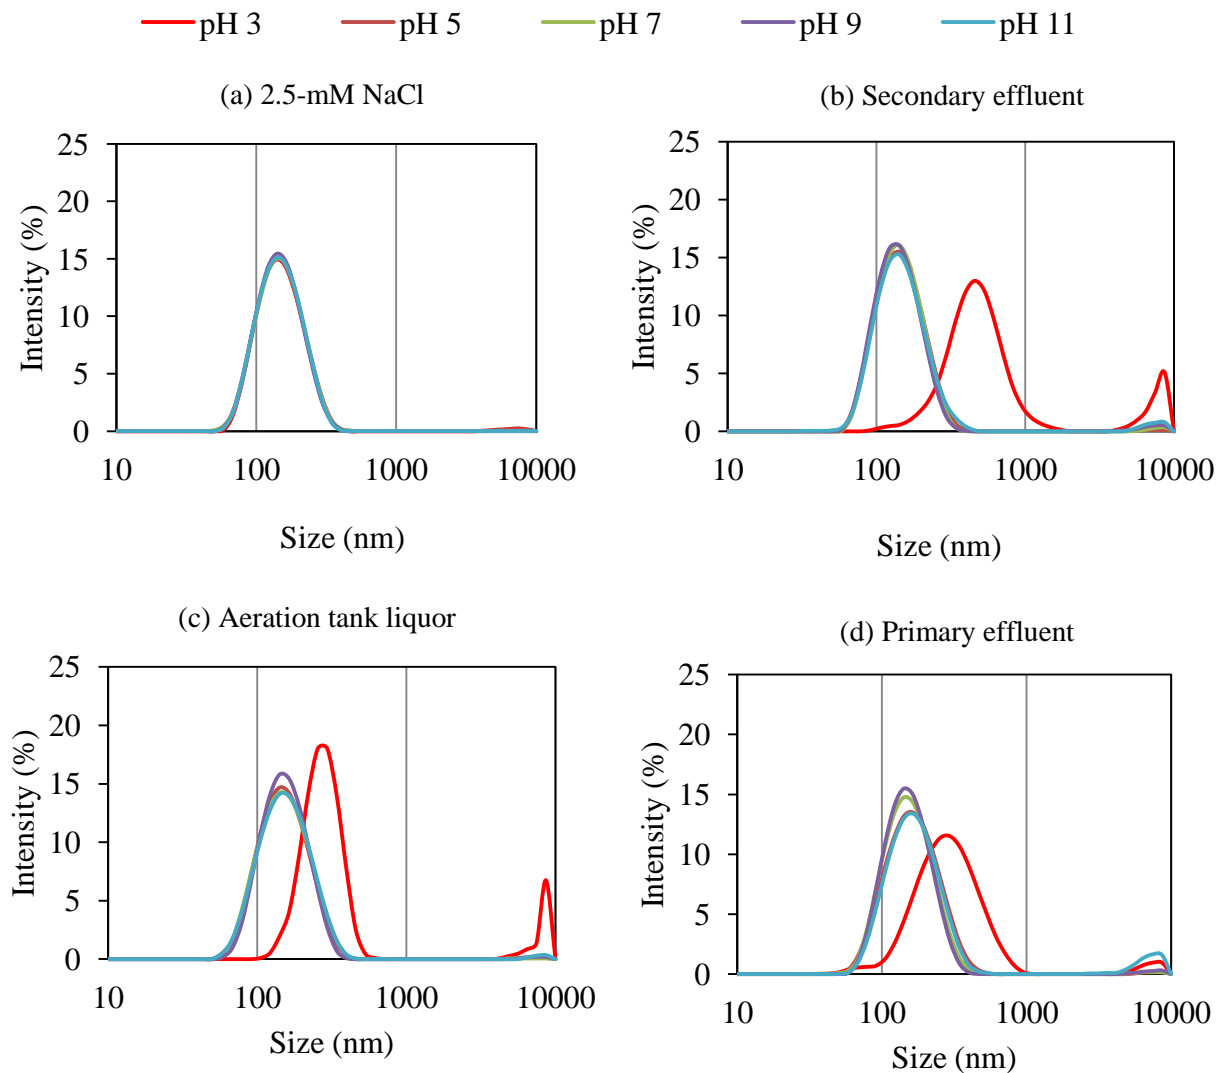 pH 3 pH 5 pH 7 pH 9 pH 11
(a) 2.5-mM NaCl
25
20
15
10
5
0
10 100 1000 10000
Intensity (%)
Size (nm)
(b) Secondary effluent
25
20
15
10
5
0
10 100 1000 10000
Intensity (%)
Size (nm)
(c) Aeration tank liquor
25
20
15
10
5
0
10 100 1000 10000
Intensity (%)
Size (nm)
(d) Primary effluent
25
20
15
10
5
0
10 100 1000 10000
Intensity (%)
Size (nm)